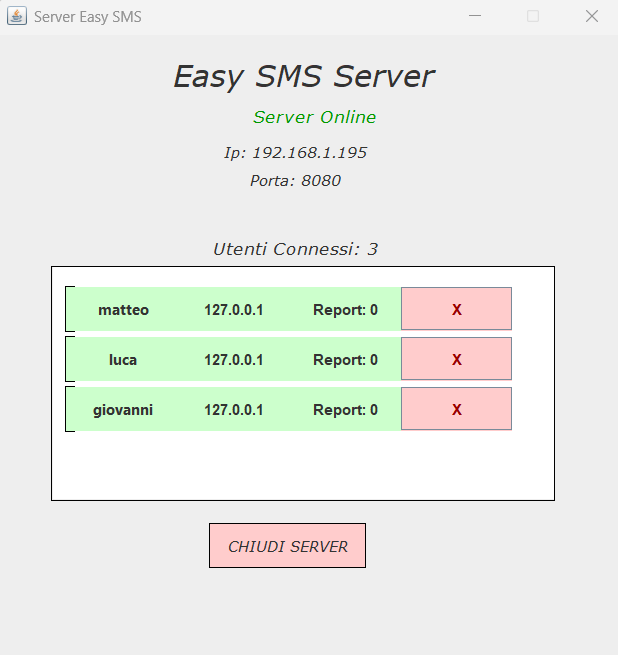 Server Easy SMS
Easy SMS Server
Server Online
Ip: 192.168.1.195
Porta: 8080
Utenti Connessi: 3
matteo 127.0.0.1 Report: 0 X
luca 127.0.0.1 Report: 0 X
giovanni 127.0.0.1 Report: 0 X
CHIUDI SERVER